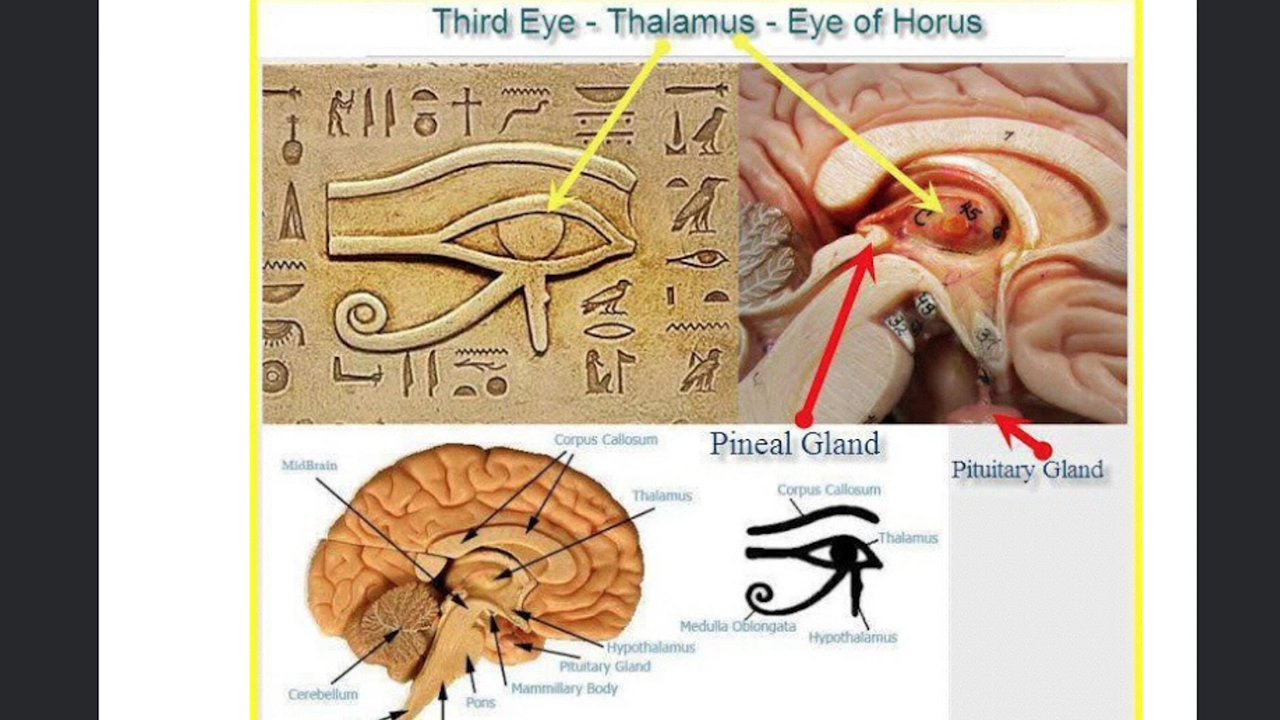 Third Eye - Thalamus - Eye of Horus
7
Pineal Gland
Pituitary Gland
Corpus Callosum
MidBrain
Thalamus
Corpus Callosum
Thalamus
Medulla Oblongata
Hypothalamus
Hypothalamus
Pituitary Gland
Mammillary Body
Cerebellum
Pons